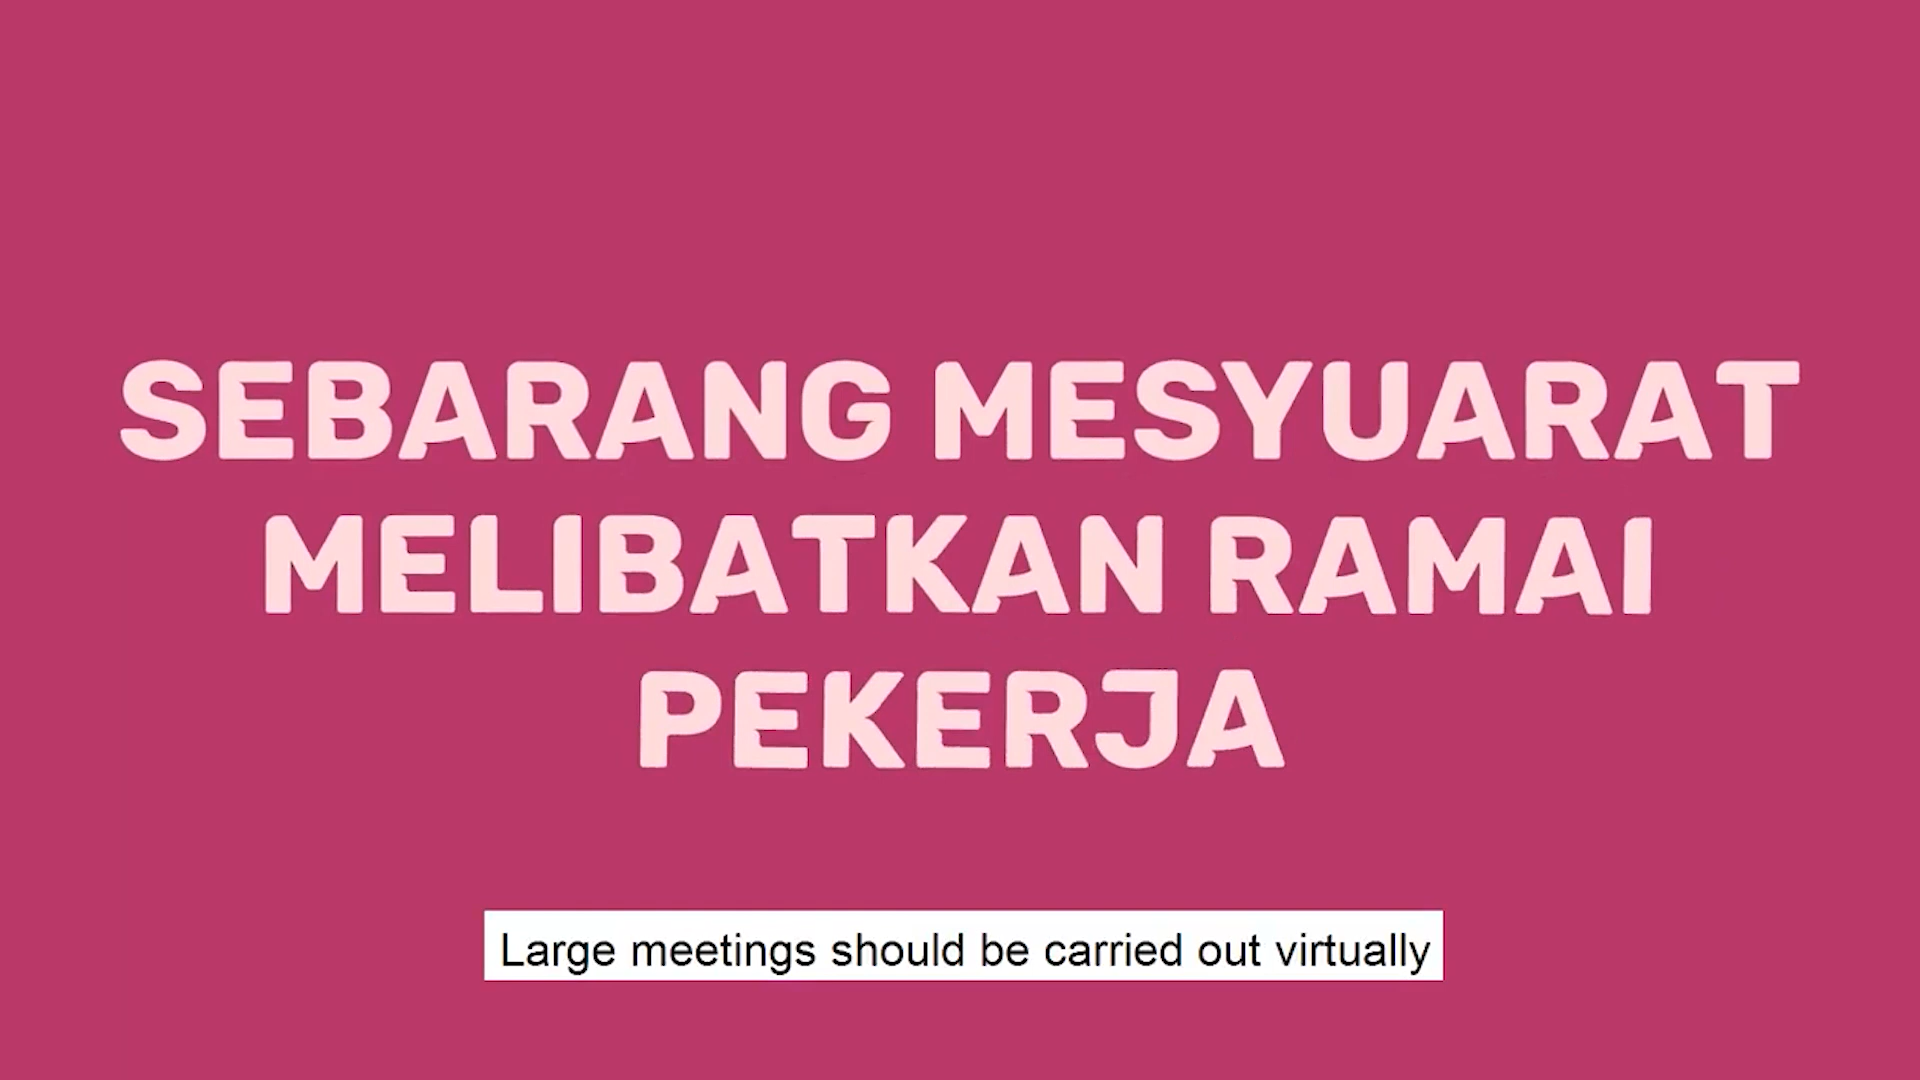 SEBARANG MESYUARAT
MELIBATKAN RAMAI
PEKERJA
Large meetings should be carried out virtually